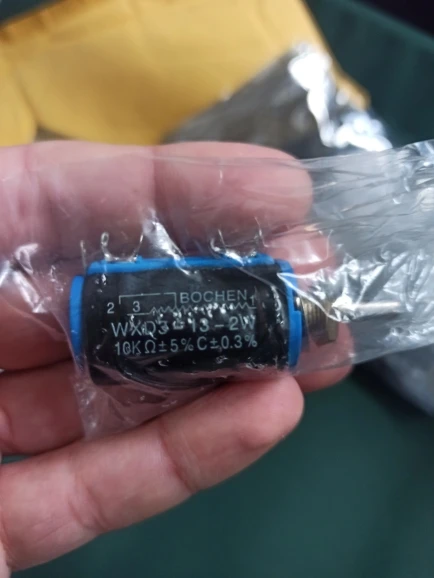 2 3 BOCHEN 1
WXD3-13-2W
10KΩ±5%C±0.3%